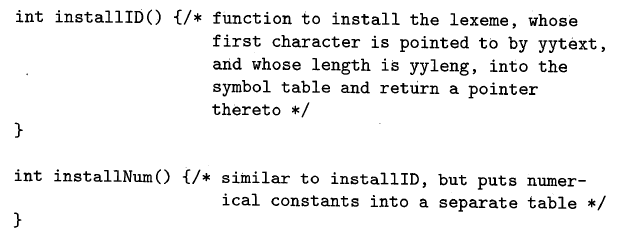 int installID() {/* function to install the lexeme, whose
first character is pointed to by yytext,
and whose length is yyleng, into the
symbol table and return a pointer
thereto */
}
int installNum() {/* similar to installID, but puts numer-
ical constants into a separate table */
}